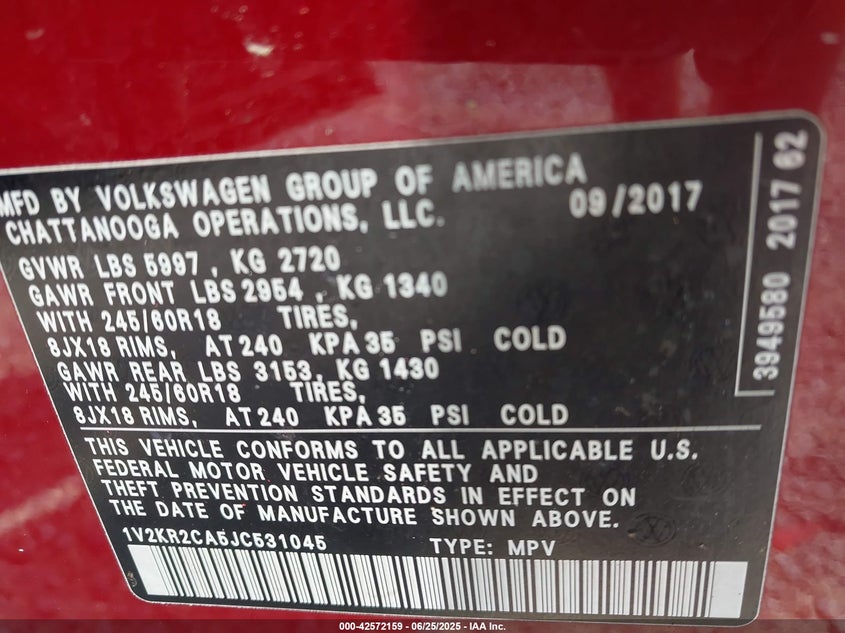 MFD BY VOLKSWAGEN GROUP OF AMERICA
CHATTANOOGA OPERATIONS, LLC. 09/2017
GVWR LBS 5997 , KG 2720
GAWR FRONT LBS 2954 , KG 1340
WITH 245/60R18 TIRES,
8JX18 RIMS, AT 240 KPA 35 PSI COLD
GAWR REAR LBS 3153, KG 1430
WITH 245/60R18 TIRES,
8JX18 RIMS, AT 240 KPA 35 PSI COLD
THIS VEHICLE CONFORMS TO ALL APPLICABLE U.S.
FEDERAL MOTOR VEHICLE SAFETY AND
THEFT PREVENTION STANDARDS IN EFFECT ON
THE DATE OF MANUFACTURE SHOWN ABOVE.
1V2KR2CA5JC531045 TYPE: MPV
3949580 2017 62
000-42572159 - 06/25/2025 - IAA Inc.